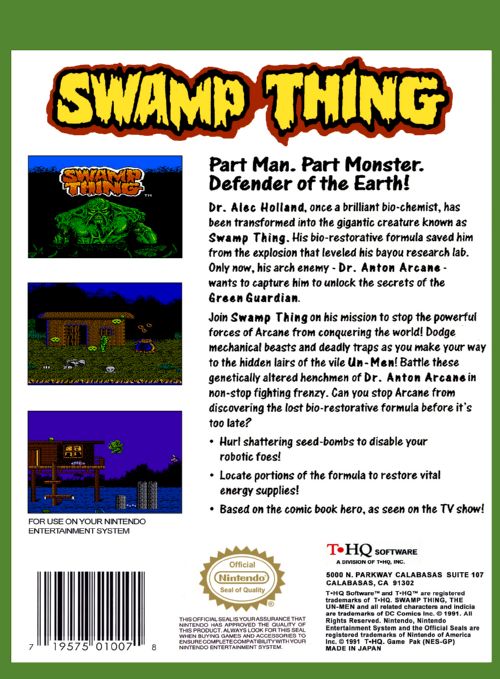 SWAMP THING
SWAMP
THING™
Part Man. Part Monster.
Defender of the Earth!
Dr. Alec Holland, once a brilliant bio-chemist, has
been transformed into the gigantic creature known as
Swamp Thing. His bio-restorative formula saved him
from the explosion that leveled his bayou research lab.
Only now, his arch enemy - Dr. Anton Arcane -
wants to capture him to unlock the secrets of the
Green Guardian.
Join Swamp Thing on his mission to stop the powerful
forces of Arcane from conquering the world! Dodge
mechanical beasts and deadly traps as you make your way
to the hidden lairs of the vile Un-Men! Battle these
genetically altered henchmen of Dr. Anton Arcane in
non-stop fighting frenzy. Can you stop Arcane from
discovering the lost bio-restorative formula before it's
too late?
• Hurl shattering seed-bombs to disable your
robotic foes!
• Locate portions of the formula to restore vital
energy supplies!
• Based on the comic book hero, as seen on the TV show!
FOR USE ON YOUR NINTENDO
ENTERTAINMENT SYSTEM
7 19575 01007 8
Official
Nintendo
Seal of Quality
®
THIS OFFICIAL SEAL IS YOUR ASSURANCE THAT
NINTENDO HAS APPROVED THE QUALITY OF
THIS PRODUCT. ALWAYS LOOK FOR THIS SEAL
WHEN BUYING GAMES AND ACCESSORIES TO
ENSURE COMPLETE COMPATIBILITY WITH YOUR
NINTENDO ENTERTAINMENT SYSTEM.
T•HQ SOFTWARE
A DIVISION OF T•HQ, INC.
5000 N. PARKWAY CALABASAS SUITE 107
CALABASAS, CA 91302
T•HQ Software™ and T•HQ™ are registered
trademarks of T•HQ. SWAMP THING, THE
UN-MEN and all related characters and indicia
are trademarks of DC Comics Inc. © 1991. All
Rights Reserved. Nintendo, Nintendo
Entertainment System and the Official Seals are
registered trademarks of Nintendo of America
Inc. © 1991 T•HQ. Game Pak (NES-GP)
MADE IN JAPAN